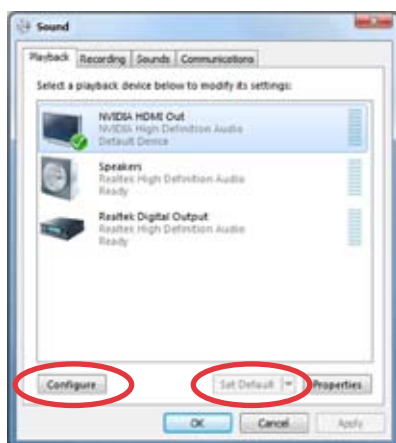 Sound
Playback Recording Sounds Communications
Select a playback device below to modify its settings:
NVIDIA HDMI Out
NVIDIA High Definition Audio
Default Device
Speakers
Realtek High Definition Audio
Ready
Realtek Digital Output
Realtek High Definition Audio
Ready
Configure Set Default Properties
OK Cancel Apply